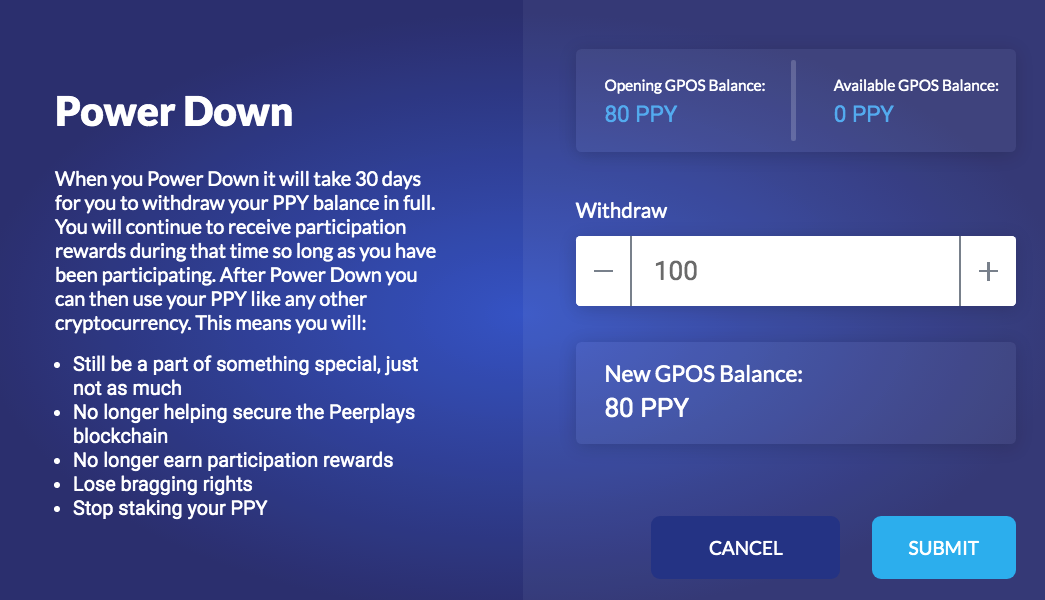 Power Down
When you Power Down it will take 30 days
for you to withdraw your PPY balance in full.
You will continue to receive participation
rewards during that time so long as you have
been participating. After Power Down you
can then use your PPY like any other
cryptocurrency. This means you will:
• Still be a part of something special, just
not as much
• No longer helping secure the Peerplays
blockchain
• No longer earn participation rewards
• Lose bragging rights
• Stop staking your PPY
Opening GPOS Balance:
80 PPY
Available GPOS Balance:
0 PPY
Withdraw
— 100 +
New GPOS Balance:
80 PPY
CANCEL
SUBMIT